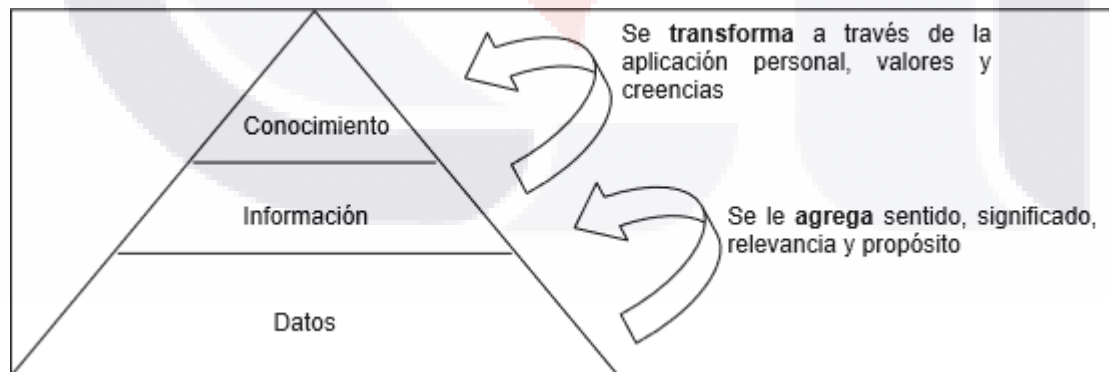 Se transforma a través de la
aplicación personal, valores y
creencias
Conocimiento
Información
Se le agrega sentido, significado,
relevancia y propósito
Datos